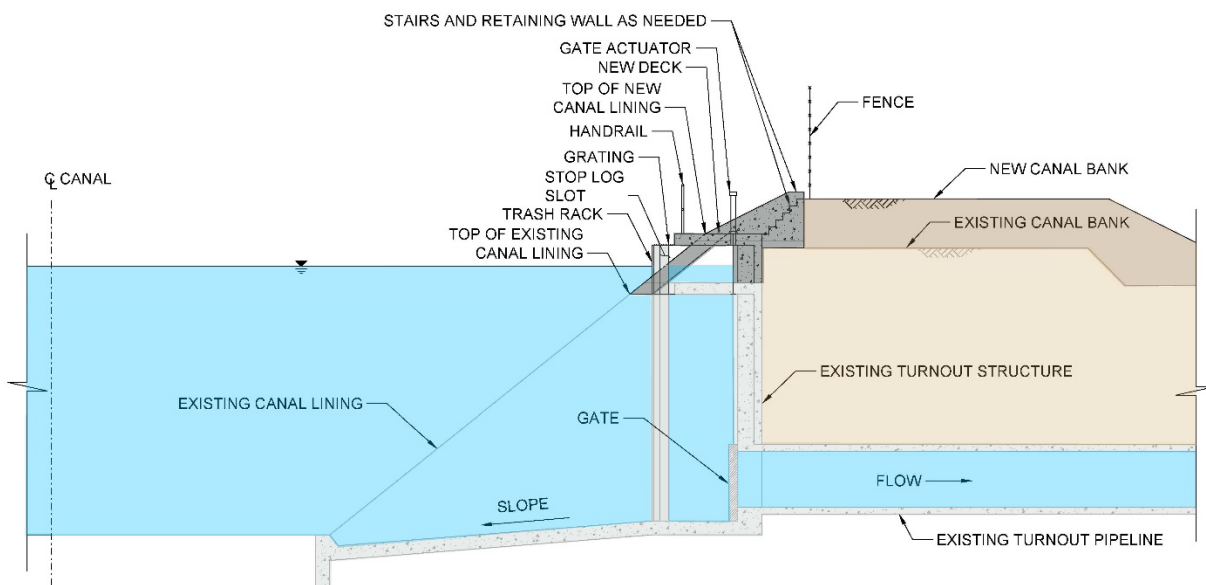 STAIRS AND RETAINING WALL AS NEEDED
GATE ACTUATOR
NEW DECK
TOP OF NEW
CANAL LINING
HANDRAIL
GRATING
STOP LOG
SLOT
TRASH RACK
TOP OF EXISTING
CANAL LINING
FENCE
℄ CANAL
NEW CANAL BANK
EXISTING CANAL BANK
EXISTING CANAL LINING
EXISTING TURNOUT STRUCTURE
GATE
FLOW
SLOPE
EXISTING TURNOUT PIPELINE